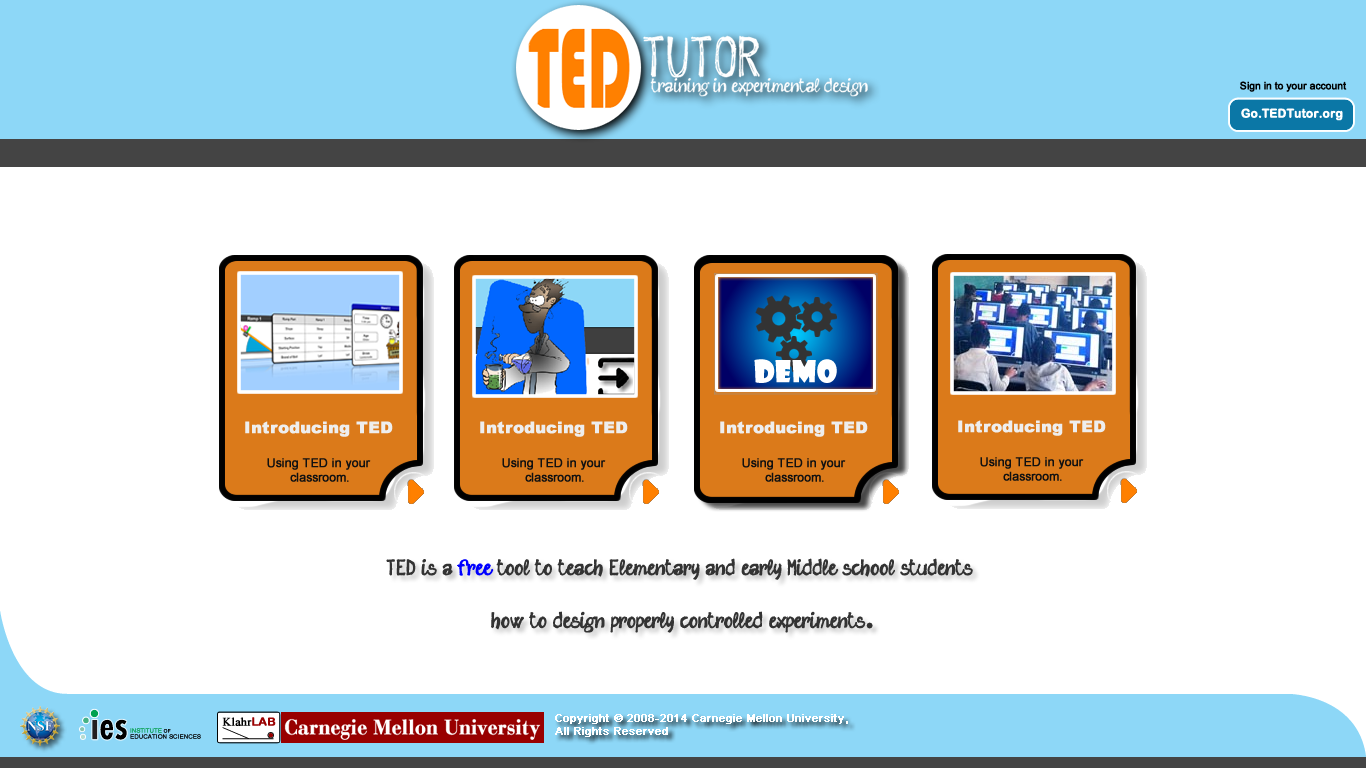 TED TUTOR
training in experimental design
Sign in to your account
Go.TEDTutor.org
DEMO
Introducing TED
Using TED in your
classroom.
Introducing TED
Using TED in your
classroom.
Introducing TED
Using TED in your
classroom.
Introducing TED
Using TED in your
classroom.
TED is a free tool to teach Elementary and early Middle school students
how to design properly controlled experiments.
NSF
ies INSTITUTE OF
EDUCATION SCIENCES
KlahrLAB
Carnegie Mellon University
Copyright © 2008-2014 Carnegie Mellon University,
All Rights Reserved